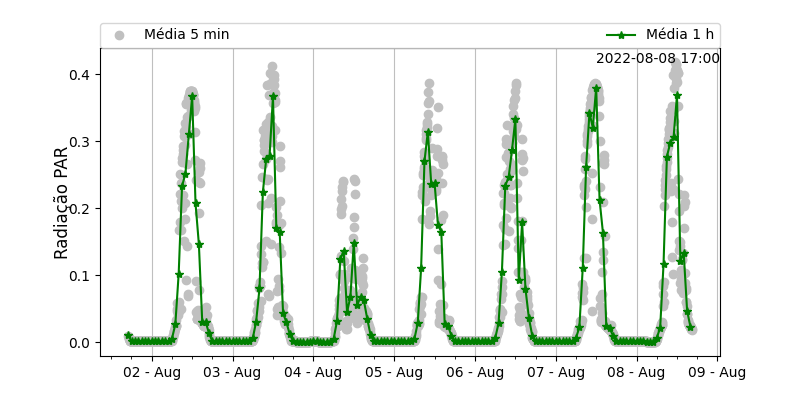 Média 5 min
Média 1 h
2022-08-08 17:00
Radiação PAR
0.4
0.3
0.2
0.1
0.0
02 - Aug
03 - Aug
04 - Aug
05 - Aug
06 - Aug
07 - Aug
08 - Aug
09 - Aug